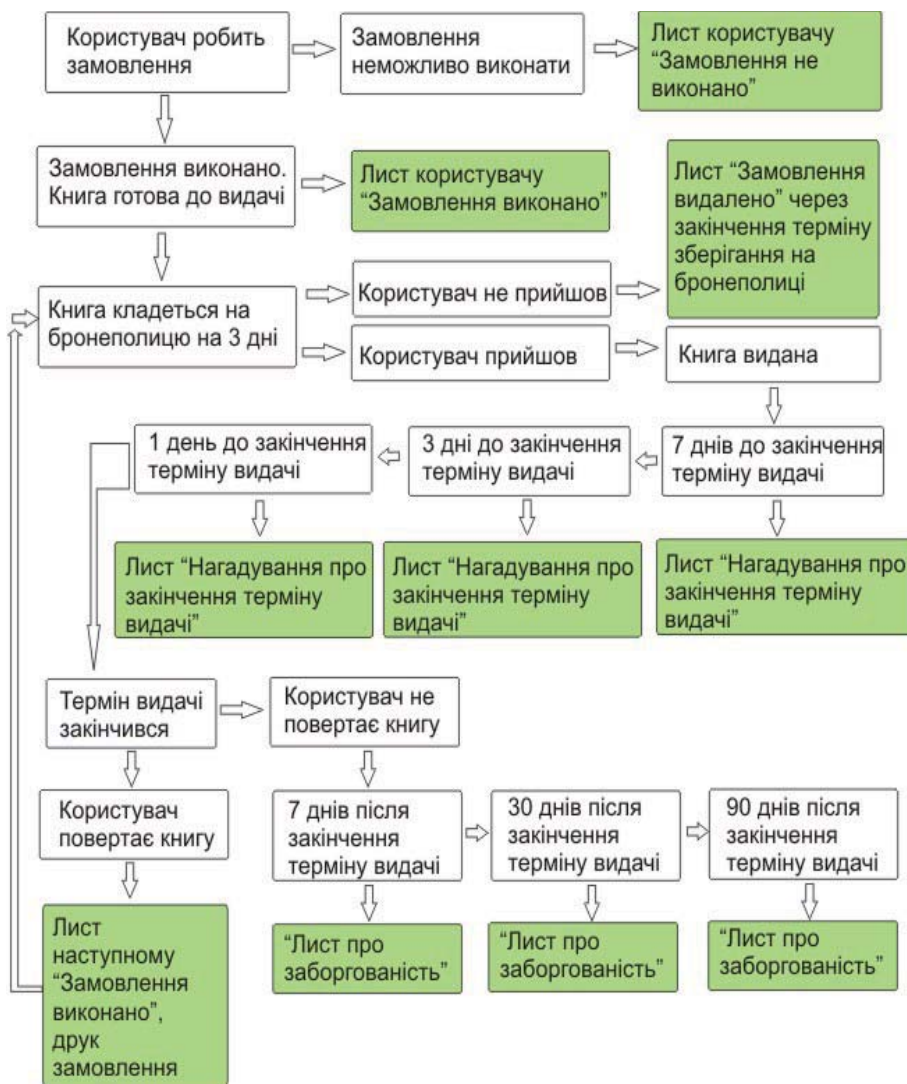 Користувач робить
замовлення
Замовлення
неможливо виконати
Лист користувачу
“Замовлення не
виконано”
Замовлення виконано.
Книга готова до видачі
Лист користувачу
“Замовлення виконано”
Лист “Замовлення
видалено” через
закінчення терміну
зберігання на
бронеполиці
Книга кладеться на
бронеполицю на 3 дні
Користувач не прийшов
Користувач прийшов
Книга видана
1 день до закінчення
терміну видачі
3 дні до закінчення
терміну видачі
7 днів до закінчення
терміну видачі
Лист “Нагадування про
закінчення терміну
видачі”
Лист “Нагадування про
закінчення терміну
видачі”
Лист “Нагадування про
закінчення терміну
видачі”
Термін видачі
закінчився
Користувач не
повертає книгу
Користувач
повертає книгу
7 днів після
закінчення
терміну видачі
30 днів після
закінчення
терміну видачі
90 днів після
закінчення
терміну видачі
Лист
наступному
“Замовлення
виконано”,
друк
замовлення
“Лист про
заборгованість”
“Лист про
заборгованість”
“Лист про
заборгованість”